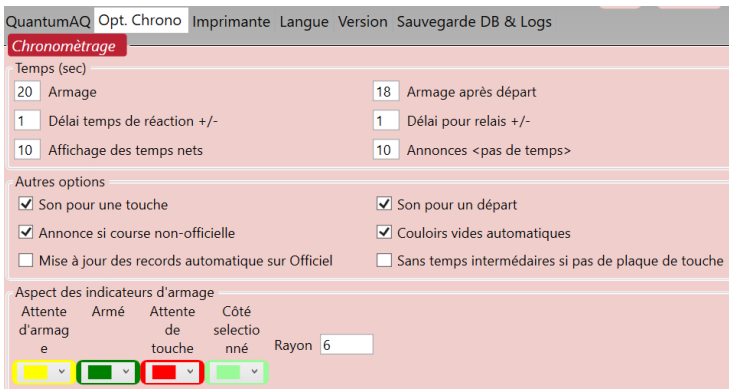 QuantumAQ Opt. Chrono Imprimante Langue Version Sauvegarde DB & Logs
Chronomètrage
Temps (sec)
20 Armage 18 Armage après départ
1 Délai temps de réaction +/- 1 Délai pour relais +/-
10 Affichage des temps nets 10 Annonces <pas de temps>
Autres options
Son pour une touche Son pour un départ
Annonce si course non-officielle Couloirs vides automatiques
Mise à jour des records automatique sur Officiel Sans temps intermédaires si pas de plaque de touche
Aspect des indicateurs d'armage
Attente Armé Attente Côté
d'armag de selectio
e touche nné Rayon 6